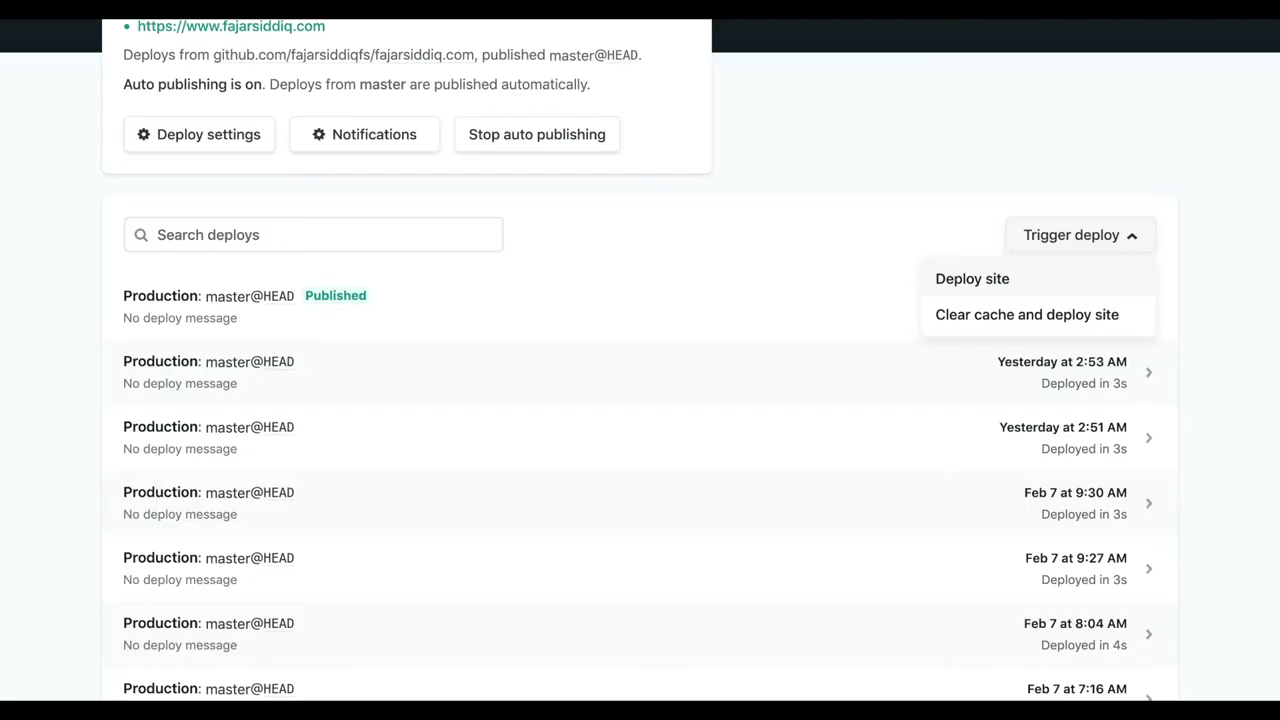 https://www.fajarsiddiq.com
Deploys from github.com/fajarsiddiqfs/fajarsiddiq.com, published master@HEAD.
Auto publishing is on. Deploys from master are published automatically.
Deploy settings
Notifications
Stop auto publishing
Search deploys
Trigger deploy
Deploy site
Clear cache and deploy site
Production: master@HEAD Published
No deploy message
Production: master@HEAD
Yesterday at 2:53 AM
No deploy message
Deployed in 3s
Production: master@HEAD
Yesterday at 2:51 AM
No deploy message
Deployed in 3s
Production: master@HEAD
Feb 7 at 9:30 AM
No deploy message
Deployed in 3s
Production: master@HEAD
Feb 7 at 9:27 AM
No deploy message
Deployed in 3s
Production: master@HEAD
Feb 7 at 8:04 AM
No deploy message
Deployed in 4s
Production: master@HEAD
Feb 7 at 7:16 AM